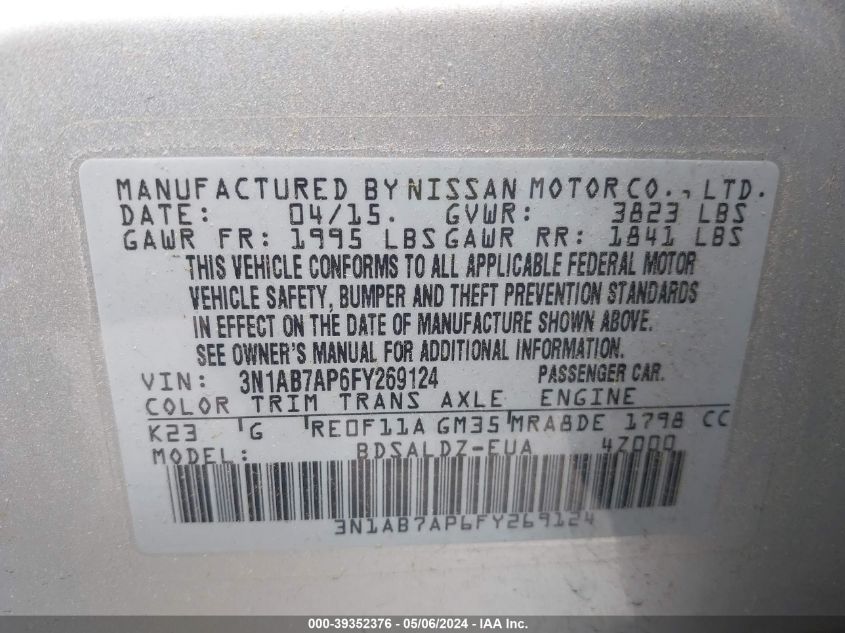 MANUFACTURED BY NISSAN MOTOR CO., LTD.
DATE: 04/15. GVWR: 3823 LBS
GAWR FR: 1995 LBS GAWR RR: 1841 LBS
THIS VEHICLE CONFORMS TO ALL APPLICABLE FEDERAL MOTOR
VEHICLE SAFETY, BUMPER AND THEFT PREVENTION STANDARDS
IN EFFECT ON THE DATE OF MANUFACTURE SHOWN ABOVE.
SEE OWNER'S MANUAL FOR ADDITIONAL INFORMATION.
VIN: 3N1AB7AP6FY269124 PASSENGER CAR.
COLOR TRIM TRANS AXLE ENGINE
K23 G RE0F11A GM35 MRA8DE 1798 CC
MODEL: BDSALDZ-EUA 4Z000
3N1AB7AP6FY269124
000-39352376 - 05/06/2024 - IAA Inc.